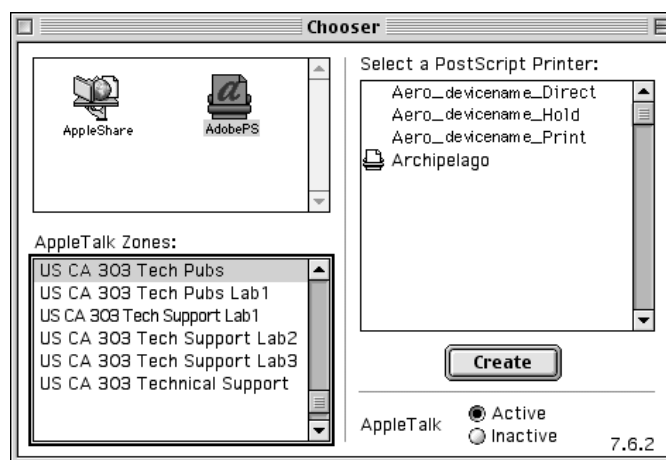 Chooser
AppleShare
AdobePS
AppleTalk Zones:
US CA 303 Tech Pubs
US CA 303 Tech Pubs Lab1
US CA 303 Tech Support Lab1
US CA 303 Tech Support Lab2
US CA 303 Tech Support Lab3
US CA 303 Technical Support
Select a PostScript Printer:
Aero_devicename_Direct
Aero_devicename_Hold
Aero_devicename_Print
Archipelago
Create
AppleTalk
Active
Inactive
7.6.2